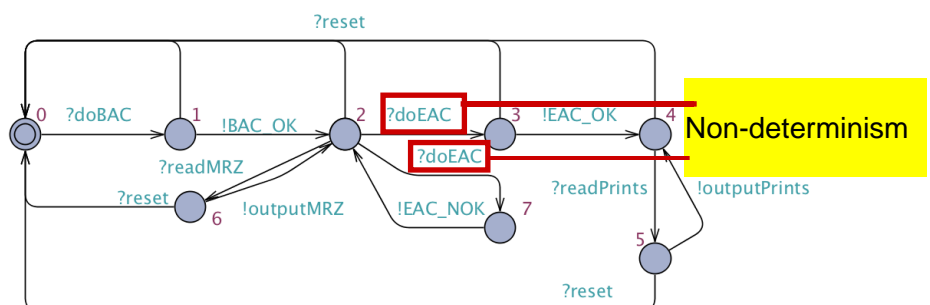 ?reset
0
?doBAC
1
!BAC_OK
2
?doEAC
3
!EAC_OK
4
Non-determinism
?doEAC
?readMRZ
?readPrints
!outputPrints
?reset
6
!outputMRZ
!EAC_NOK
7
5
?reset